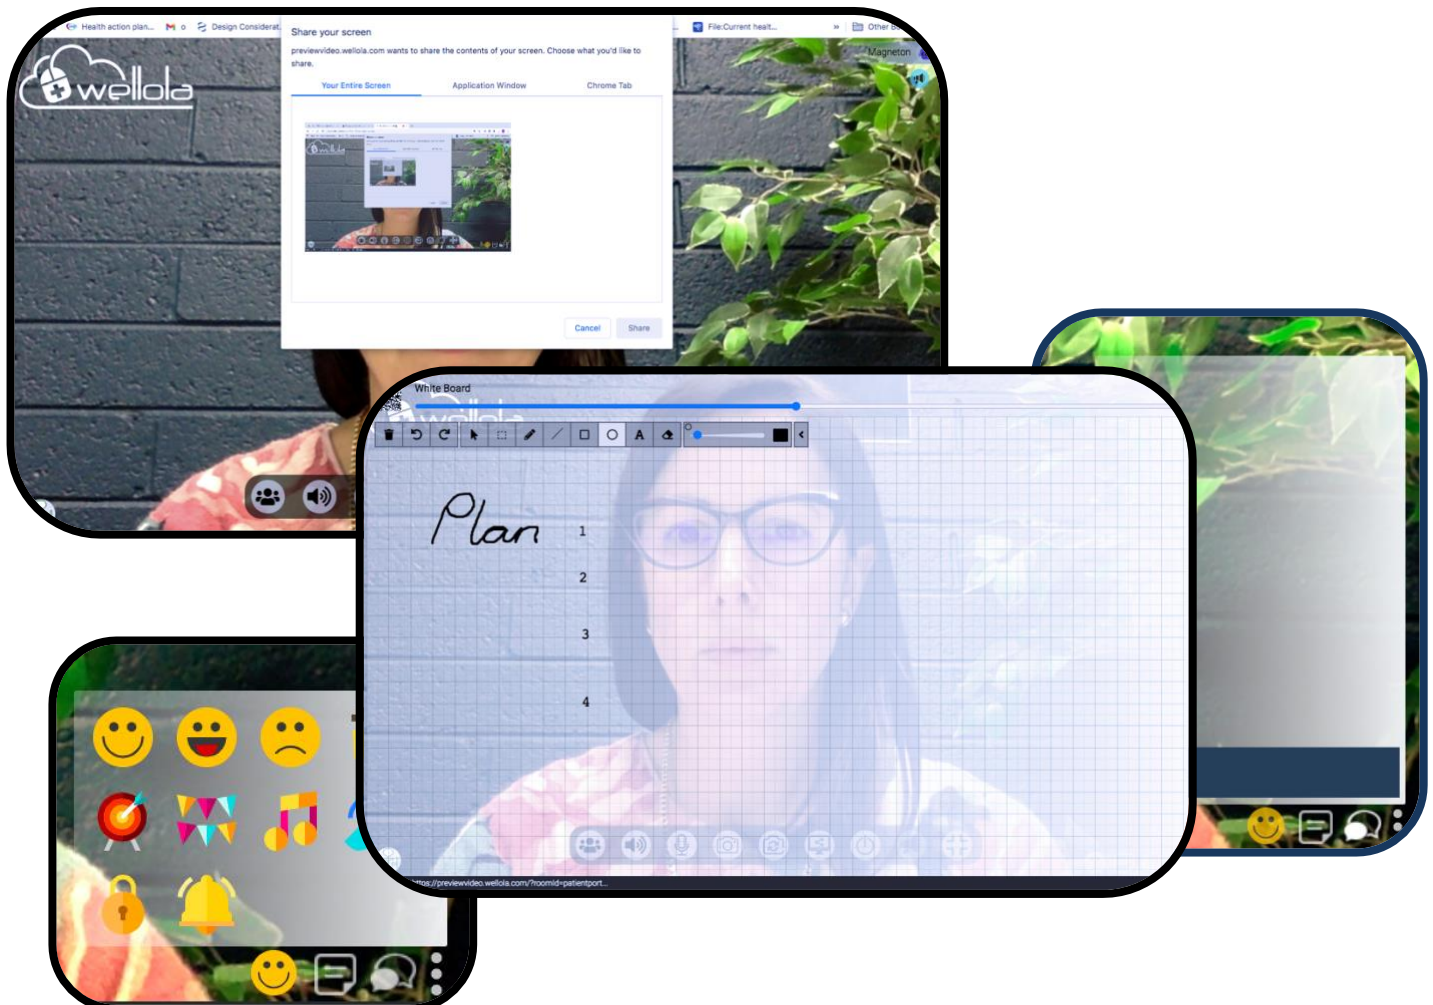 Health action plan...
o
Design Considerat
File:Current healt...
»
Other Bo
Magneton
wellola
Share your screen
previewvideo.wellola.com wants to share the contents of your screen. Choose what you'd like to
share.
Your Entire Screen
Application Window
Chrome Tab
Cancel
Share
White Board
wellola
A
Plan
1
2
3
4
https://previewvideo.wellola.com/?roomid=patientport...